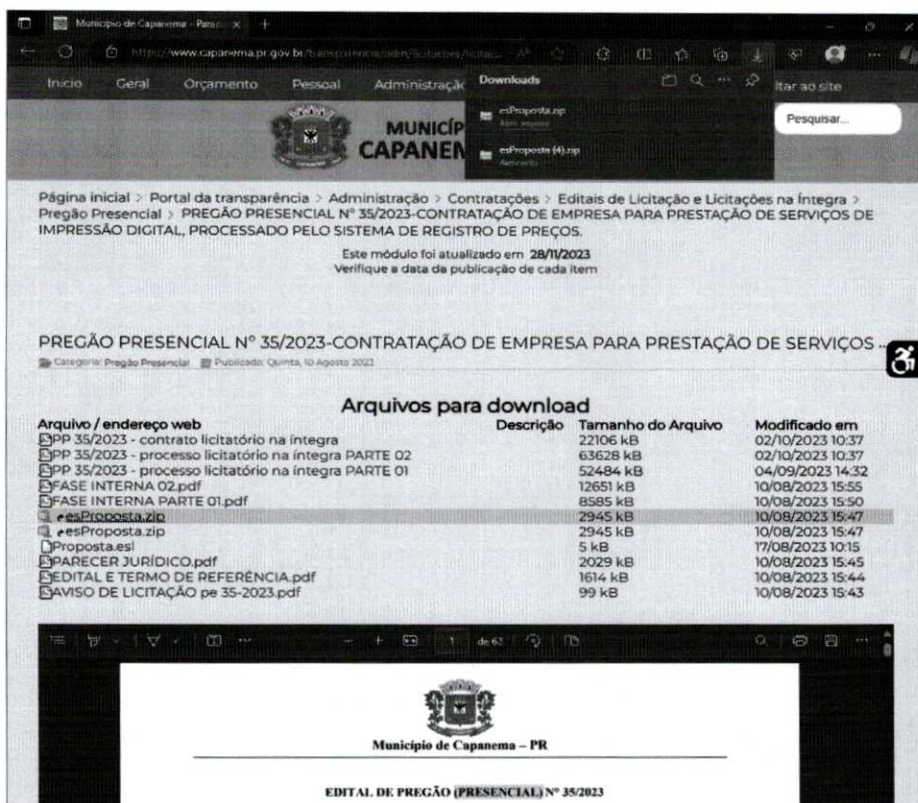 Município de Capanema - Para
https://www.capanema.pr.gov.br/transparencia/
Início Geral Orçamento Pessoal Administração
Downloads
ltar ao site
esProposta.zip
Abrir arquivo
esProposta (4).zip
Pesquisar...
MUNICÍP
CAPANEM
Página inicial > Portal da transparência > Administração > Contratações > Editais de Licitação e Licitações na Íntegra >
Pregão Presencial > PREGÃO PRESENCIAL Nº 35/2023-CONTRATAÇÃO DE EMPRESA PARA PRESTAÇÃO DE SERVIÇOS DE
IMPRESSÃO DIGITAL, PROCESSADO PELO SISTEMA DE REGISTRO DE PREÇOS.
Este módulo foi atualizado em 28/11/2023
Verifique a data da publicação de cada item
PREGÃO PRESENCIAL Nº 35/2023-CONTRATAÇÃO DE EMPRESA PARA PRESTAÇÃO DE SERVIÇOS ...
Categoria: Pregão Presencial Publicado: Quinta, 10 Agosto 2023
Arquivos para download
Arquivo / endereço web Descrição Tamanho do Arquivo Modificado em
PP 35/2023 - contrato licitatório na íntegra 22106 kB 02/10/2023 10:37
PP 35/2023 - processo licitatório na íntegra PARTE 02 63628 kB 02/10/2023 10:37
PP 35/2023 - processo licitatório na íntegra PARTE 01 52484 kB 04/09/2023 14:32
FASE INTERNA 02.pdf 12651 kB 10/08/2023 15:55
FASE INTERNA PARTE 01.pdf 8585 kB 10/08/2023 15:50
esProposta.zip 2945 kB 10/08/2023 15:47
esProposta.zip 2945 kB 10/08/2023 15:47
Proposta.esl 5 kB 17/08/2023 10:15
PARECER JURÍDICO.pdf 2029 kB 10/08/2023 15:45
EDITAL E TERMO DE REFERÊNCIA.pdf 1614 kB 10/08/2023 15:44
AVISO DE LICITAÇÃO pe 35-2023.pdf 99 kB 10/08/2023 15:43
1 de 62
Município de Capanema – PR
EDITAL DE PREGÃO (PRESENCIAL) Nº 35/2023